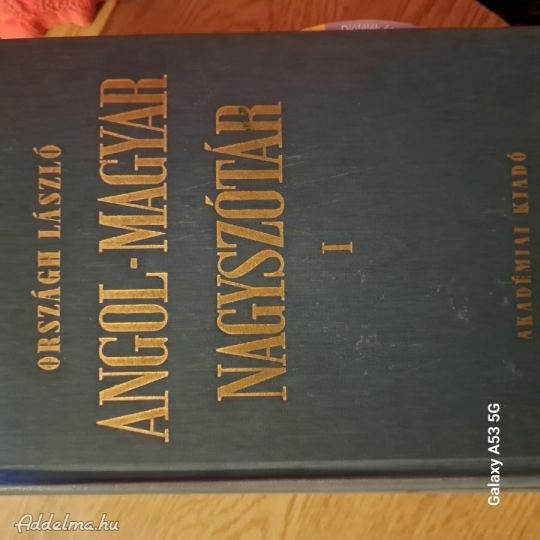 ORSZÁGH LÁSZLÓ
ANGOL-MAGYAR
NAGYSZÓTÁR
I
AKADÉMIAI KIADÓ
Galaxy A53 5G
Addelma.hu